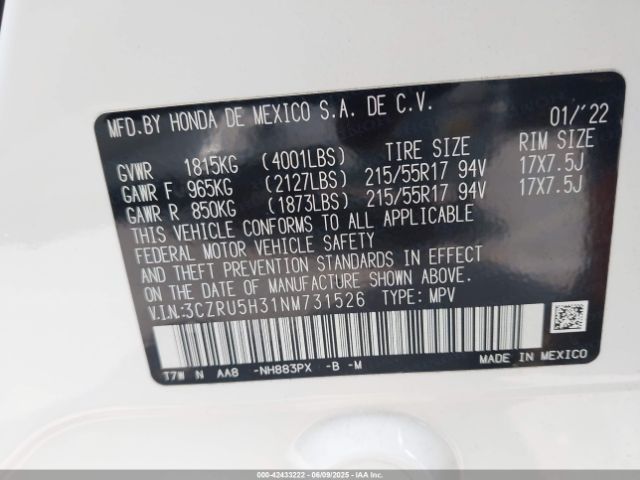 MFD.BY HONDA DE MEXICO S.A. DE C.V. 01/'22
GVWR 1815KG (4001LBS) TIRE SIZE RIM SIZE
GAWR F 965KG (2127LBS) 215/55R17 94V 17X7.5J
GAWR R 850KG (1873LBS) 215/55R17 94V 17X7.5J
THIS VEHICLE CONFORMS TO ALL APPLICABLE
FEDERAL MOTOR VEHICLE SAFETY
AND THEFT PREVENTION STANDARDS IN EFFECT
ON THE DATE OF MANUFACTURE SHOWN ABOVE.
V.I.N:3CZRU5H31NM731526 TYPE: MPV
T7W N AA8 -NH883PX -B -M MADE IN MEXICO
000-42433222 - 06/09/2025 - IAAI.COM